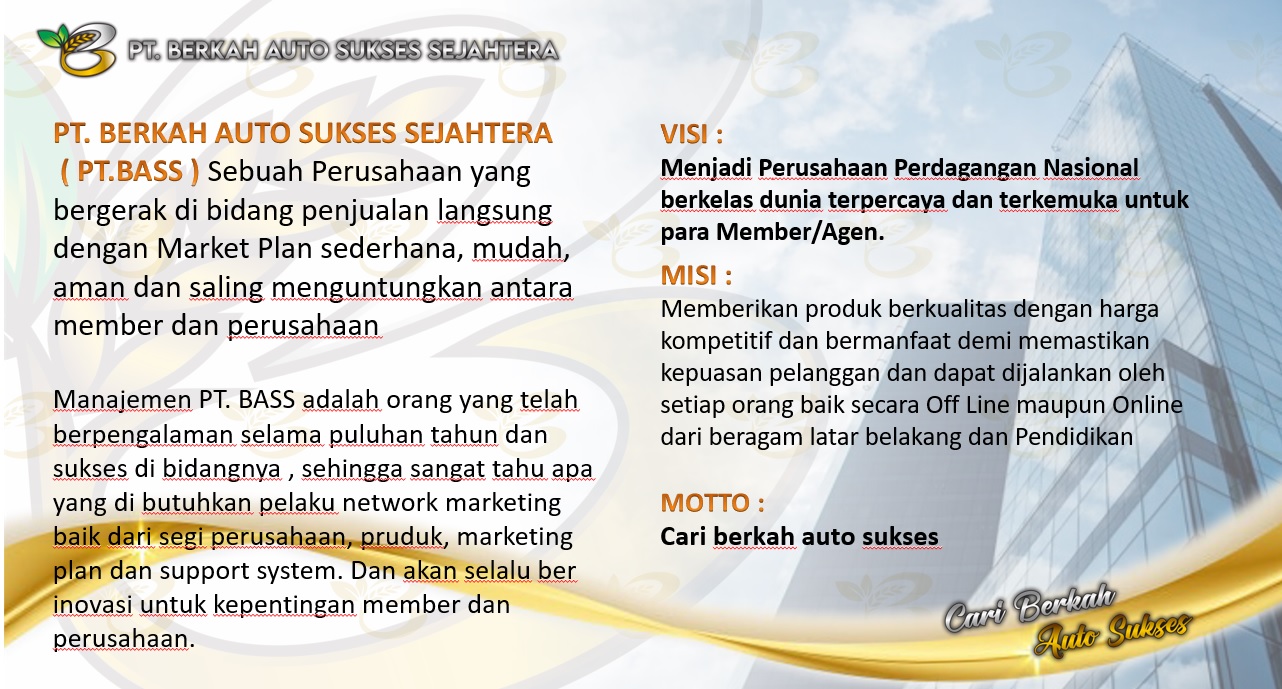 PT. BERKAH AUTO SUKSES SEJAHTERA
PT. BERKAH AUTO SUKSES SEJAHTERA
( PT.BASS ) Sebuah Perusahaan yang
bergerak di bidang penjualan langsung
dengan Market Plan sederhana, mudah,
aman dan saling menguntungkan antara
member dan perusahaan
Manajemen PT. BASS adalah orang yang telah
berpengalaman selama puluhan tahun dan
sukses di bidangnya , sehingga sangat tahu apa
yang di butuhkan pelaku network marketing
baik dari segi perusahaan, pruduk, marketing
plan dan support system. Dan akan selalu ber
inovasi untuk kepentingan member dan
perusahaan.
VISI :
Menjadi Perusahaan Perdagangan Nasional
berkelas dunia terpercaya dan terkemuka untuk
para Member/Agen.
MISI :
Memberikan produk berkualitas dengan harga
kompetitif dan bermanfaat demi memastikan
kepuasan pelanggan dan dapat dijalankan oleh
setiap orang baik secara Off Line maupun Online
dari beragam latar belakang dan Pendidikan
MOTTO :
Cari berkah auto sukses
Cari Berkah
Auto Sukses